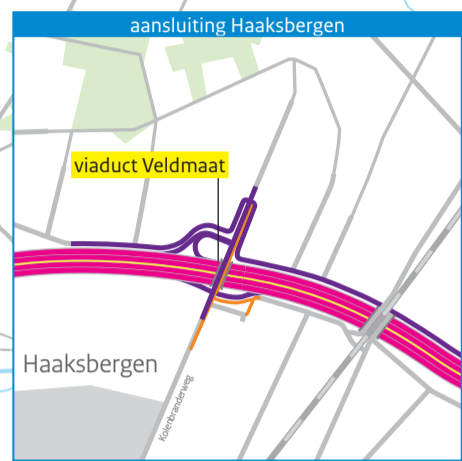 aansluiting Haaksbergen
viaduct Veldmaat
Haaksbergen
Kolenbranderweg